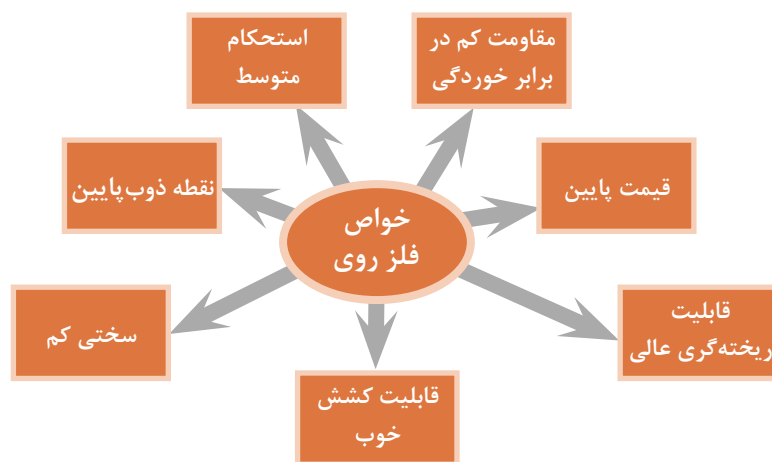 مقاومت کم در
برابر خوردگی
استحکام
متوسط
قیمت پایین
نقطه ذوب پایین
خواص
فلز روی
قابلیت
ریخته‌گری عالی
سختی کم
قابلیت کشش
خوب